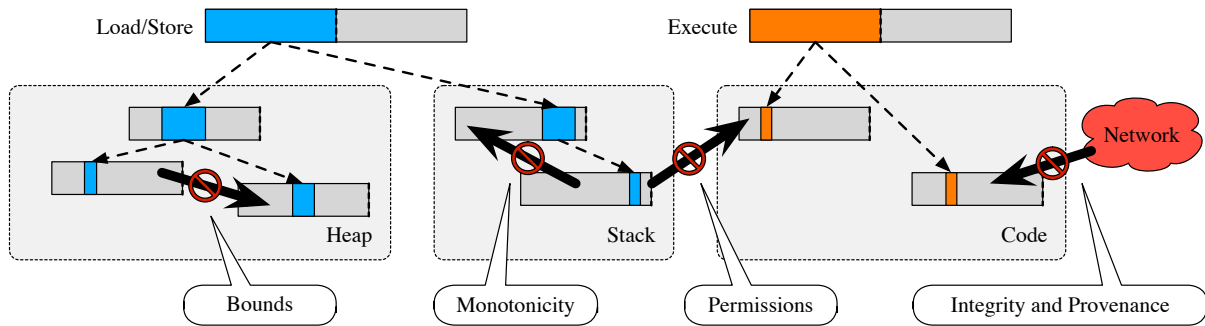 Load/Store
Execute
Network
Heap
Stack
Code
Bounds
Monotonicity
Permissions
Integrity and Provenance